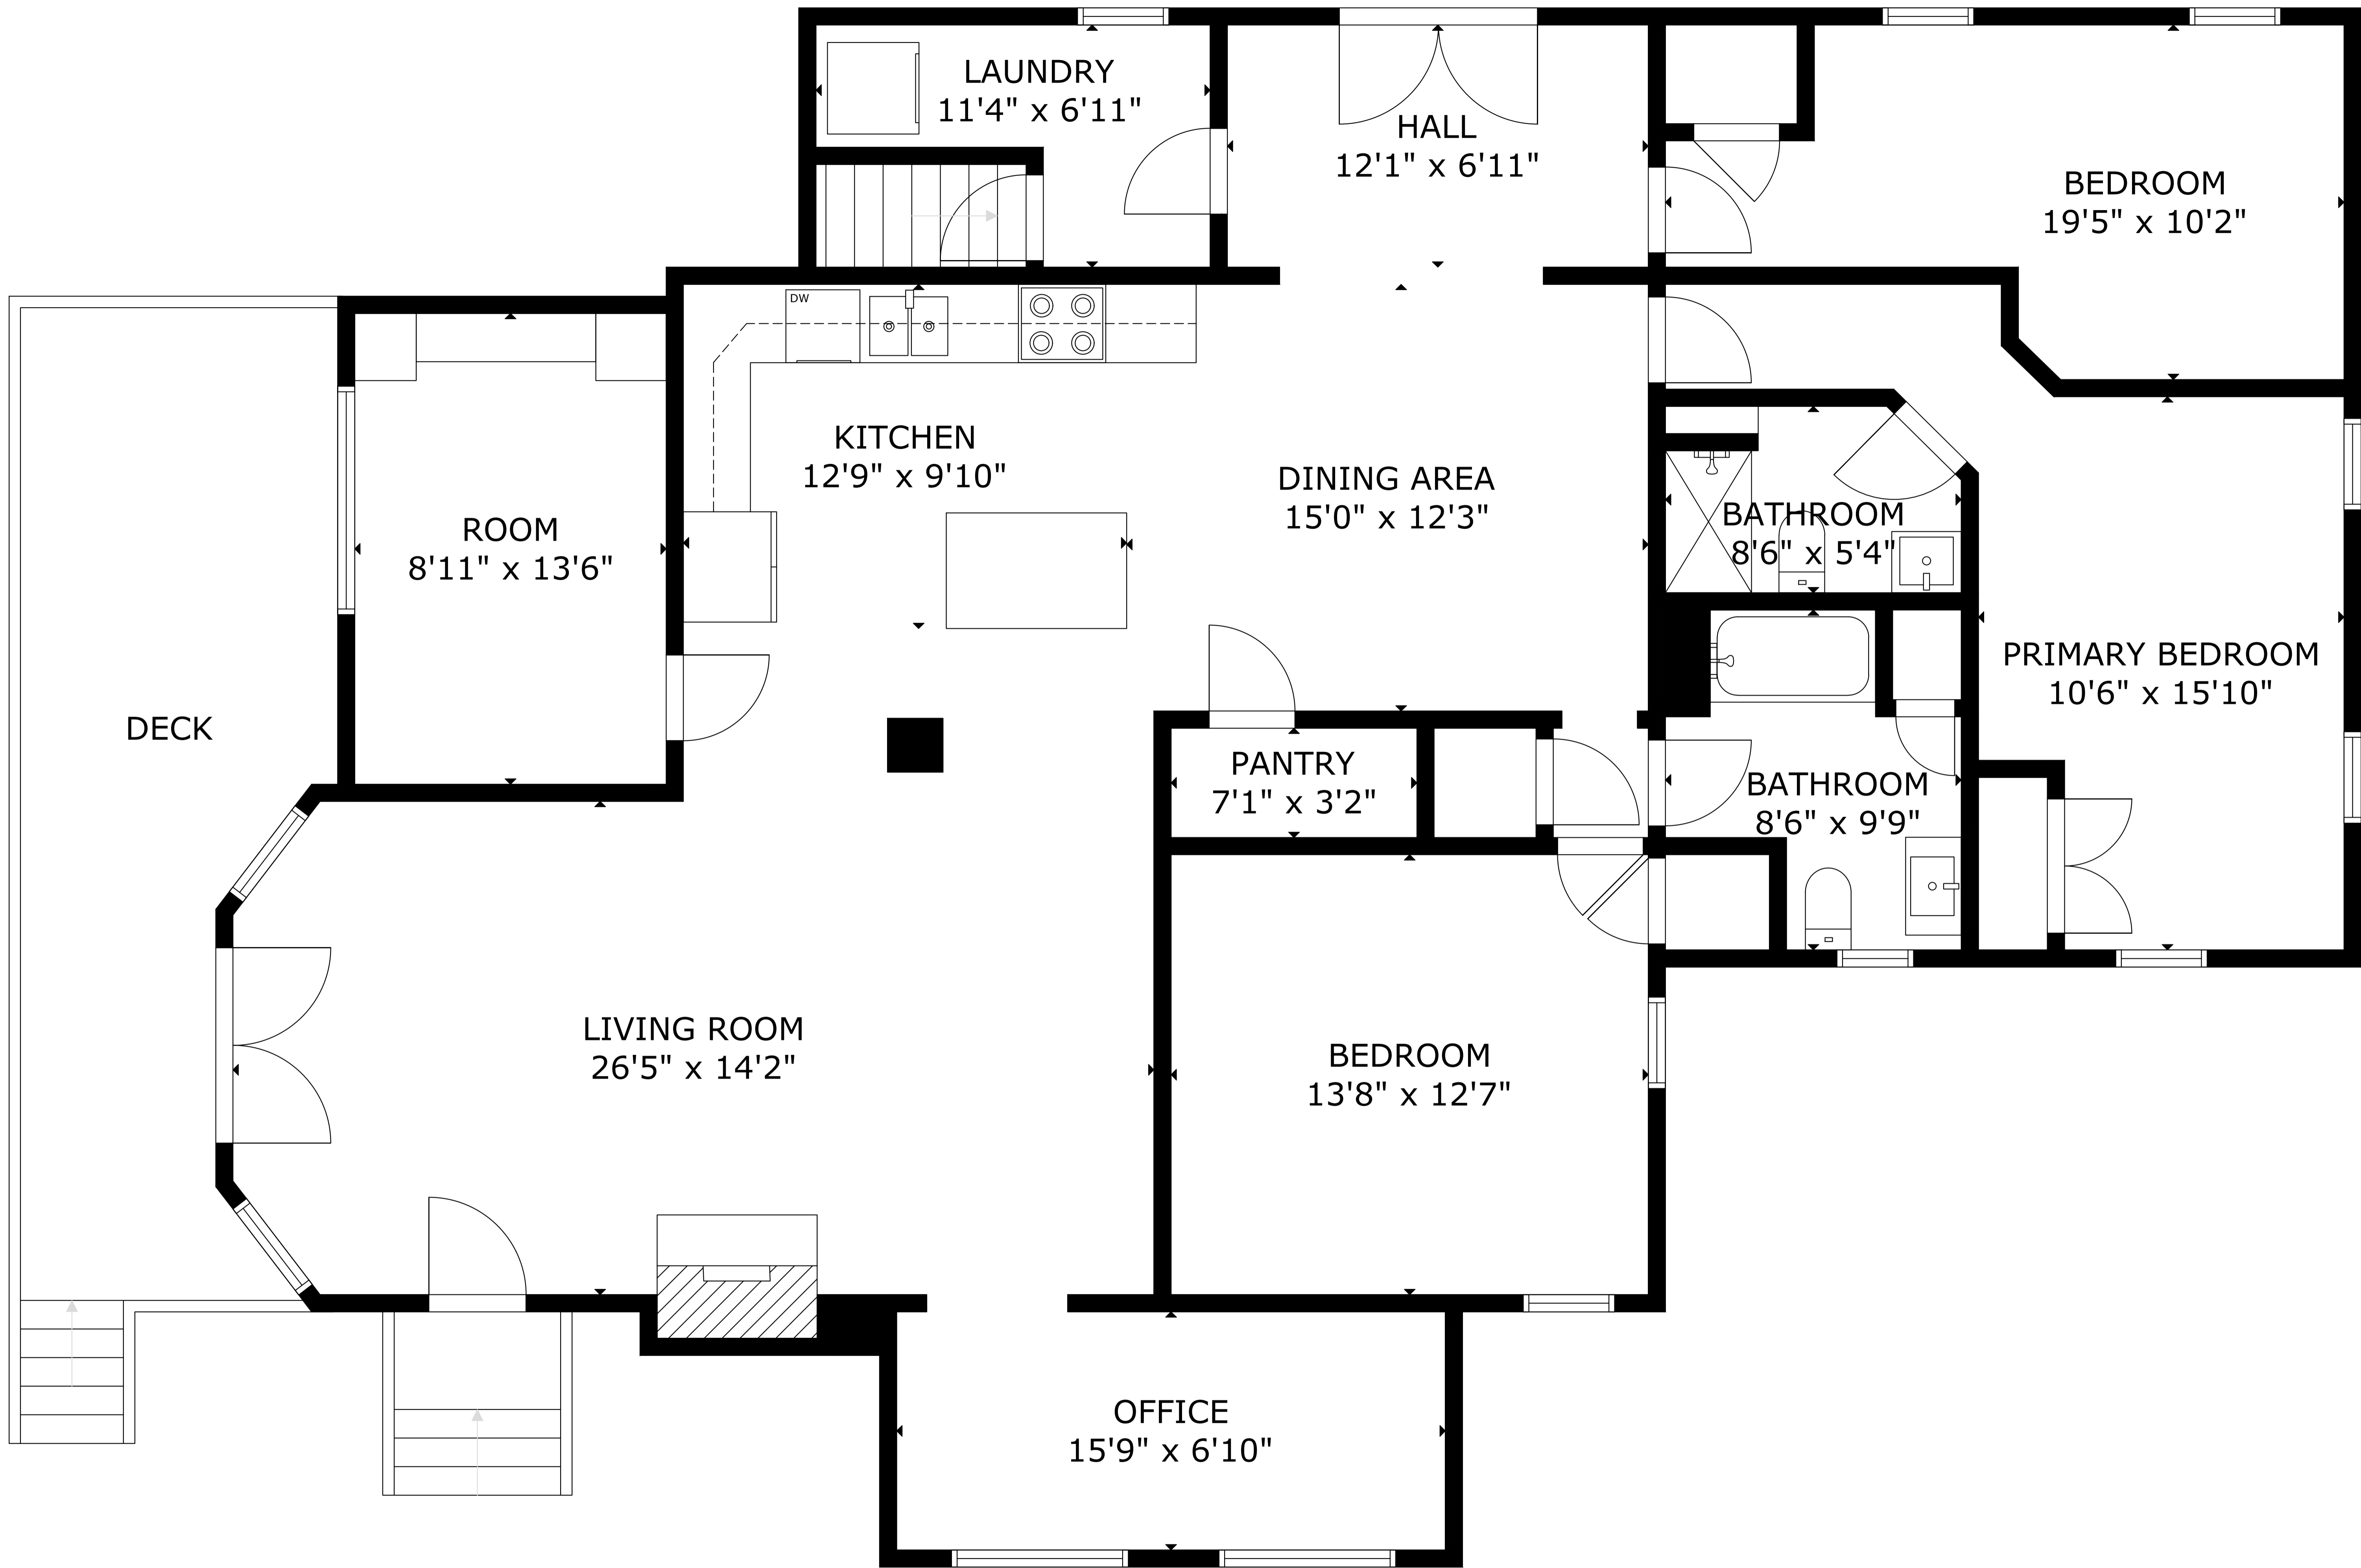 LAUNDRY
11'4" x 6'11"
HALL
12'1" x 6'11"
BEDROOM
19'5" x 10'2"
DW
KITCHEN
12'9" x 9'10"
DINING AREA
15'0" x 12'3"
ROOM
8'11" x 13'6"
BATHROOM
8'6" x 5'4"
PRIMARY BEDROOM
10'6" x 15'10"
DECK
PANTRY
7'1" x 3'2"
BATHROOM
8'6" x 9'9"
LIVING ROOM
26'5" x 14'2"
BEDROOM
13'8" x 12'7"
OFFICE
15'9" x 6'10"